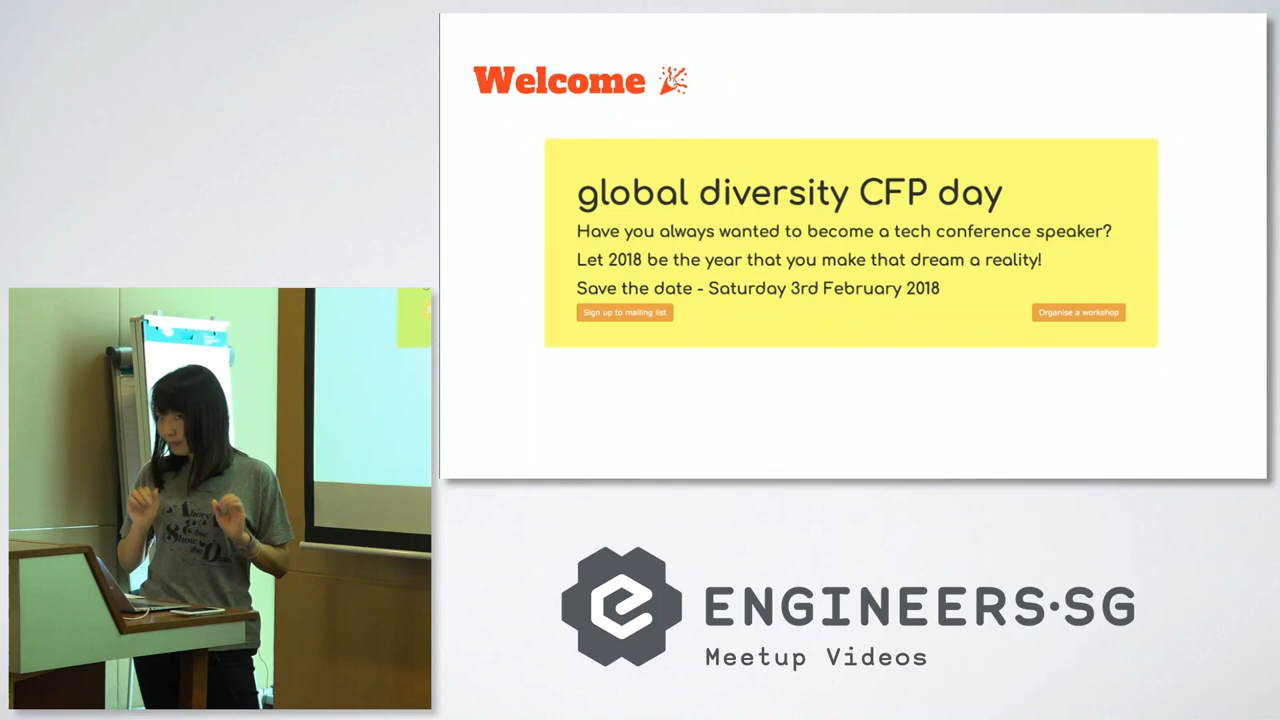 Welcome
global diversity CFP day
Have you always wanted to become a tech conference speaker?
Let 2018 be the year that you make that dream a reality!
Save the date - Saturday 3rd February 2018
Sign up to mailing list
Organise a workshop
ENGINEERS·SG
Meetup Videos